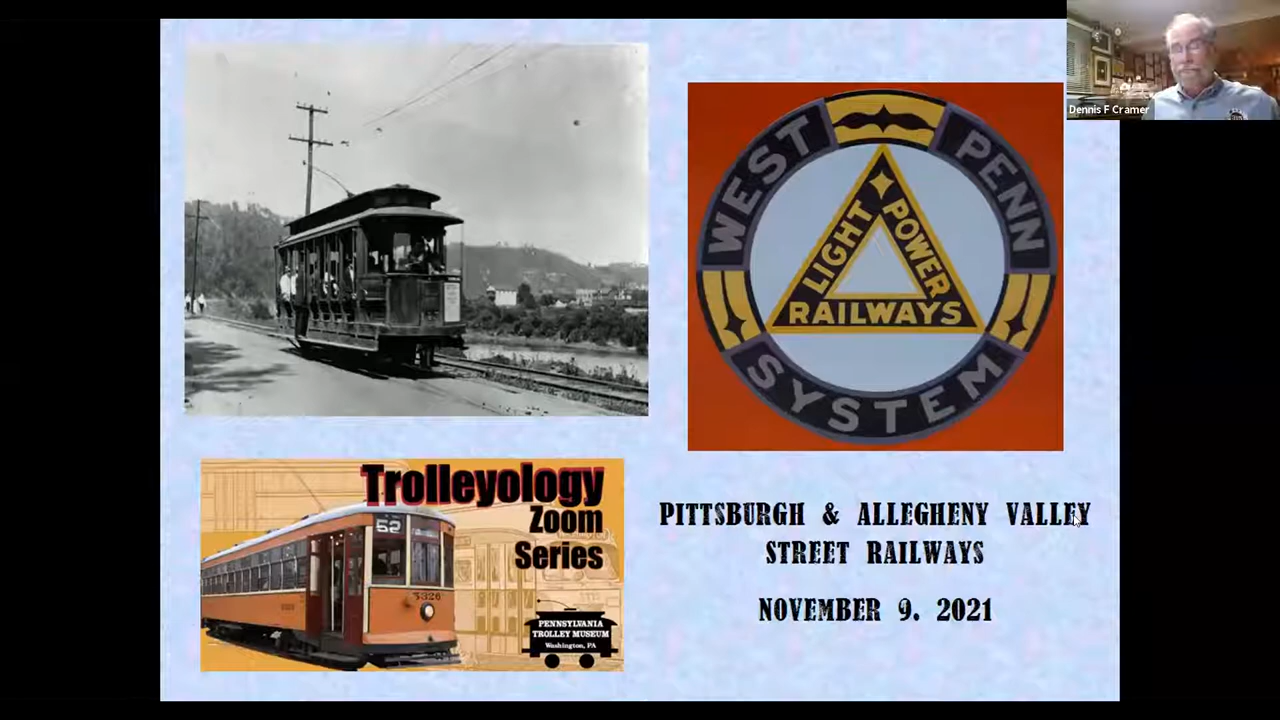 Dennis F Cramer
WEST PENN
SYSTEM
LIGHT
POWER
RAILWAYS
Trolleyology
Zoom
Series
52
5326
PENNSYLVANIA
TROLLEY MUSEUM
Washington, PA
PITTSBURGH & ALLEGHENY VALLEY
STREET RAILWAYS
NOVEMBER 9. 2021